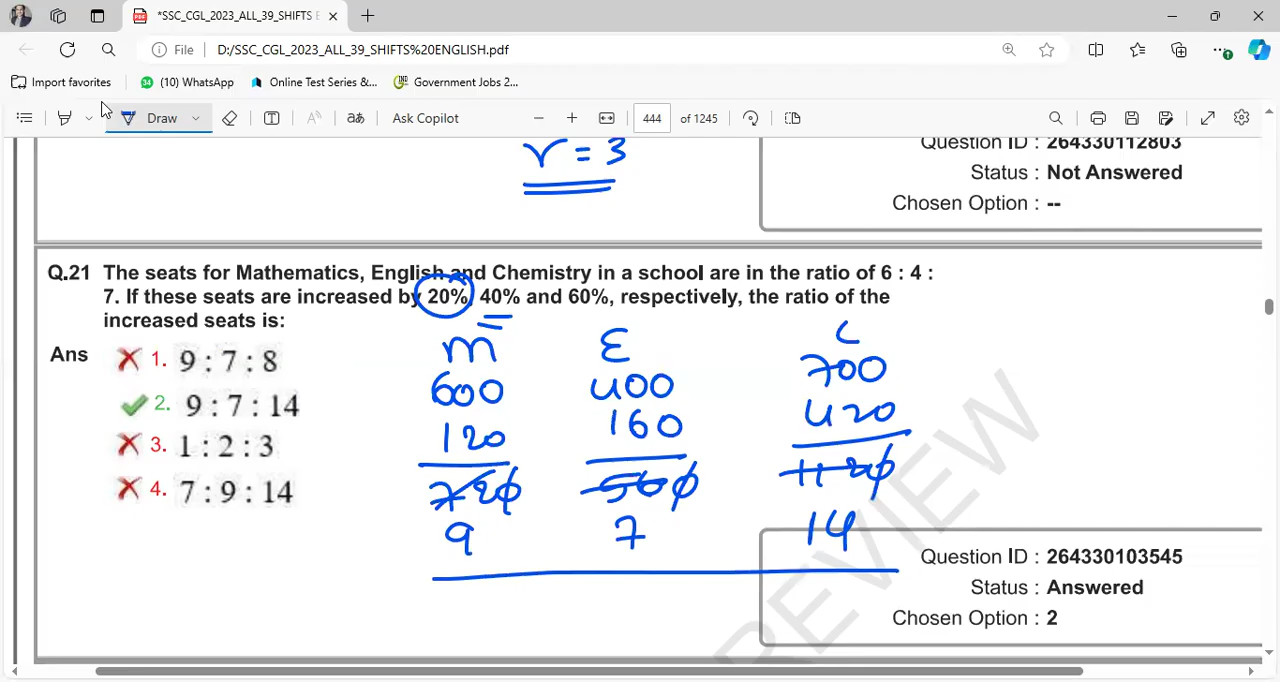 *SSC_CGL_2023_ALL_39_SHIFTS E
File D:/SSC_CGL_2023_ALL_39_SHIFTS%20ENGLISH.pdf
Import favorites (10) WhatsApp Online Test Series &... Government Jobs 2...
Draw aあ Ask Copilot 444 of 1245
r = 3
Question ID : 264330112803
Status : Not Answered
Chosen Option : --
Q.21 The seats for Mathematics, English and Chemistry in a school are in the ratio of 6 : 4 :
7. If these seats are increased by 20%, 40% and 60%, respectively, the ratio of the
increased seats is:
Ans
1. 9 : 7 : 8
2. 9 : 7 : 14
3. 1 : 2 : 3
4. 7 : 9 : 14
m E C
600 400 700
120 160 420
720 560 1120
9 7 14
Question ID : 264330103545
Status : Answered
Chosen Option : 2
REVIEW